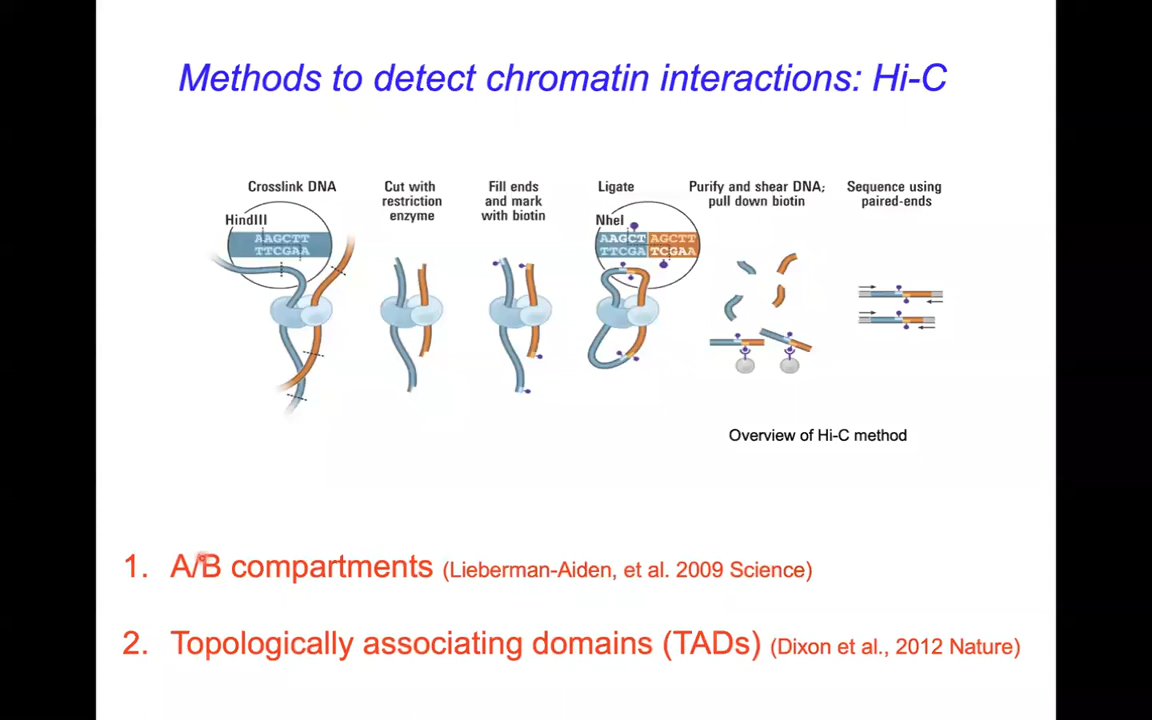 Methods to detect chromatin interactions: Hi-C
Crosslink DNA
HindIII
AAGCTT
TTCGAA
Cut with
restriction
enzyme
Fill ends
and mark
with biotin
Ligate
NheI
AAGCT AGCTT
TTCGA TCGAA
Purify and shear DNA;
pull down biotin
Sequence using
paired-ends
Overview of Hi-C method
1. A/B compartments (Lieberman-Aiden, et al. 2009 Science)
2. Topologically associating domains (TADs) (Dixon et al., 2012 Nature)